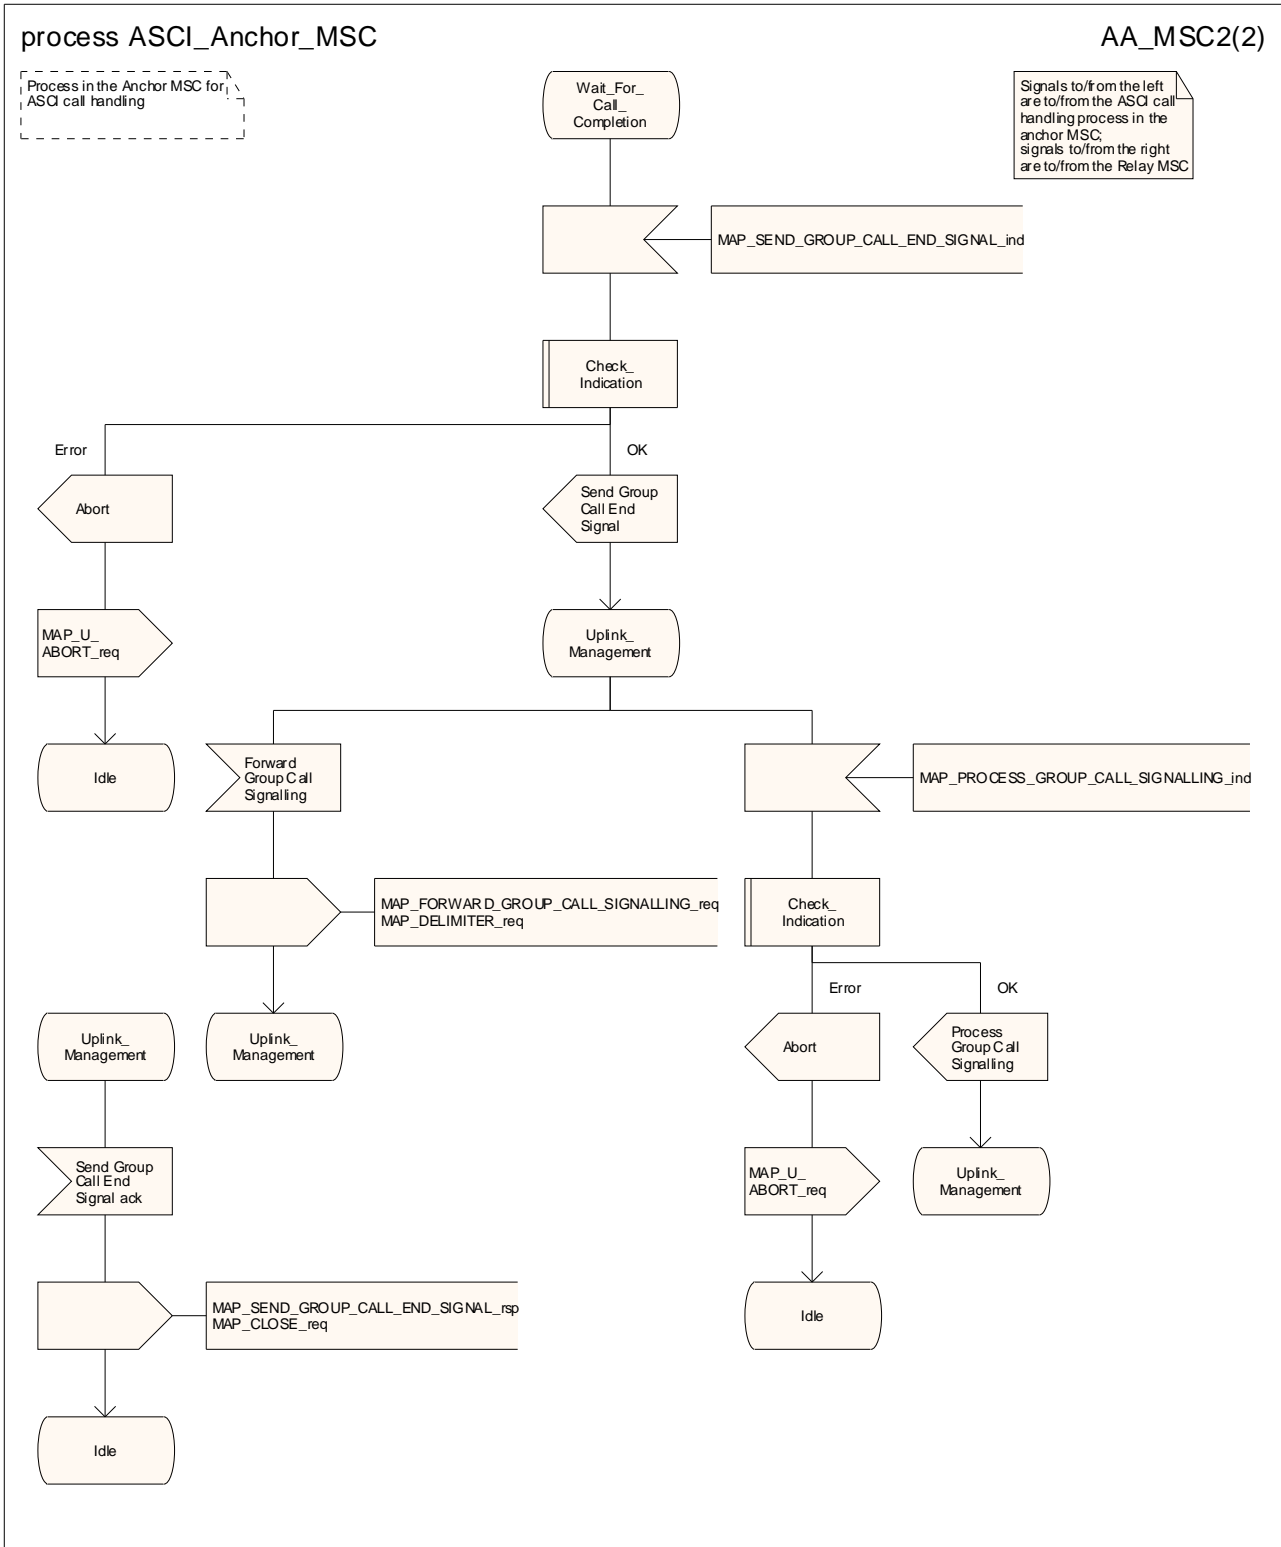 process ASCI_Anchor_MSC
AA_MSC2(2)
Process in the Anchor MSC for
ASCI call handling
Wait_For_
Call_
Completion
Signals to/from the left
are to/from the ASCI call
handling process in the
anchor MSC;
signals to/from the right
are to/from the Relay MSC
MAP_SEND_GROUP_CALL_END_SIGNAL_ind
Check_
Indication
Error
OK
Abort
Send Group
Call End
Signal
MAP_U_
ABORT_req
Uplink_
Management
Idle
Forward
Group Call
Signalling
MAP_PROCESS_GROUP_CALL_SIGNALLING_ind
MAP_FORWARD_GROUP_CALL_SIGNALLING_req
MAP_DELIMITER_req
Check_
Indication
Error
OK
Uplink_
Management
Uplink_
Management
Abort
Process
Group Call
Signalling
Send Group
Call End
Signal ack
MAP_U_
ABORT_req
Uplink_
Management
MAP_SEND_GROUP_CALL_END_SIGNAL_rsp
MAP_CLOSE_req
Idle
Idle